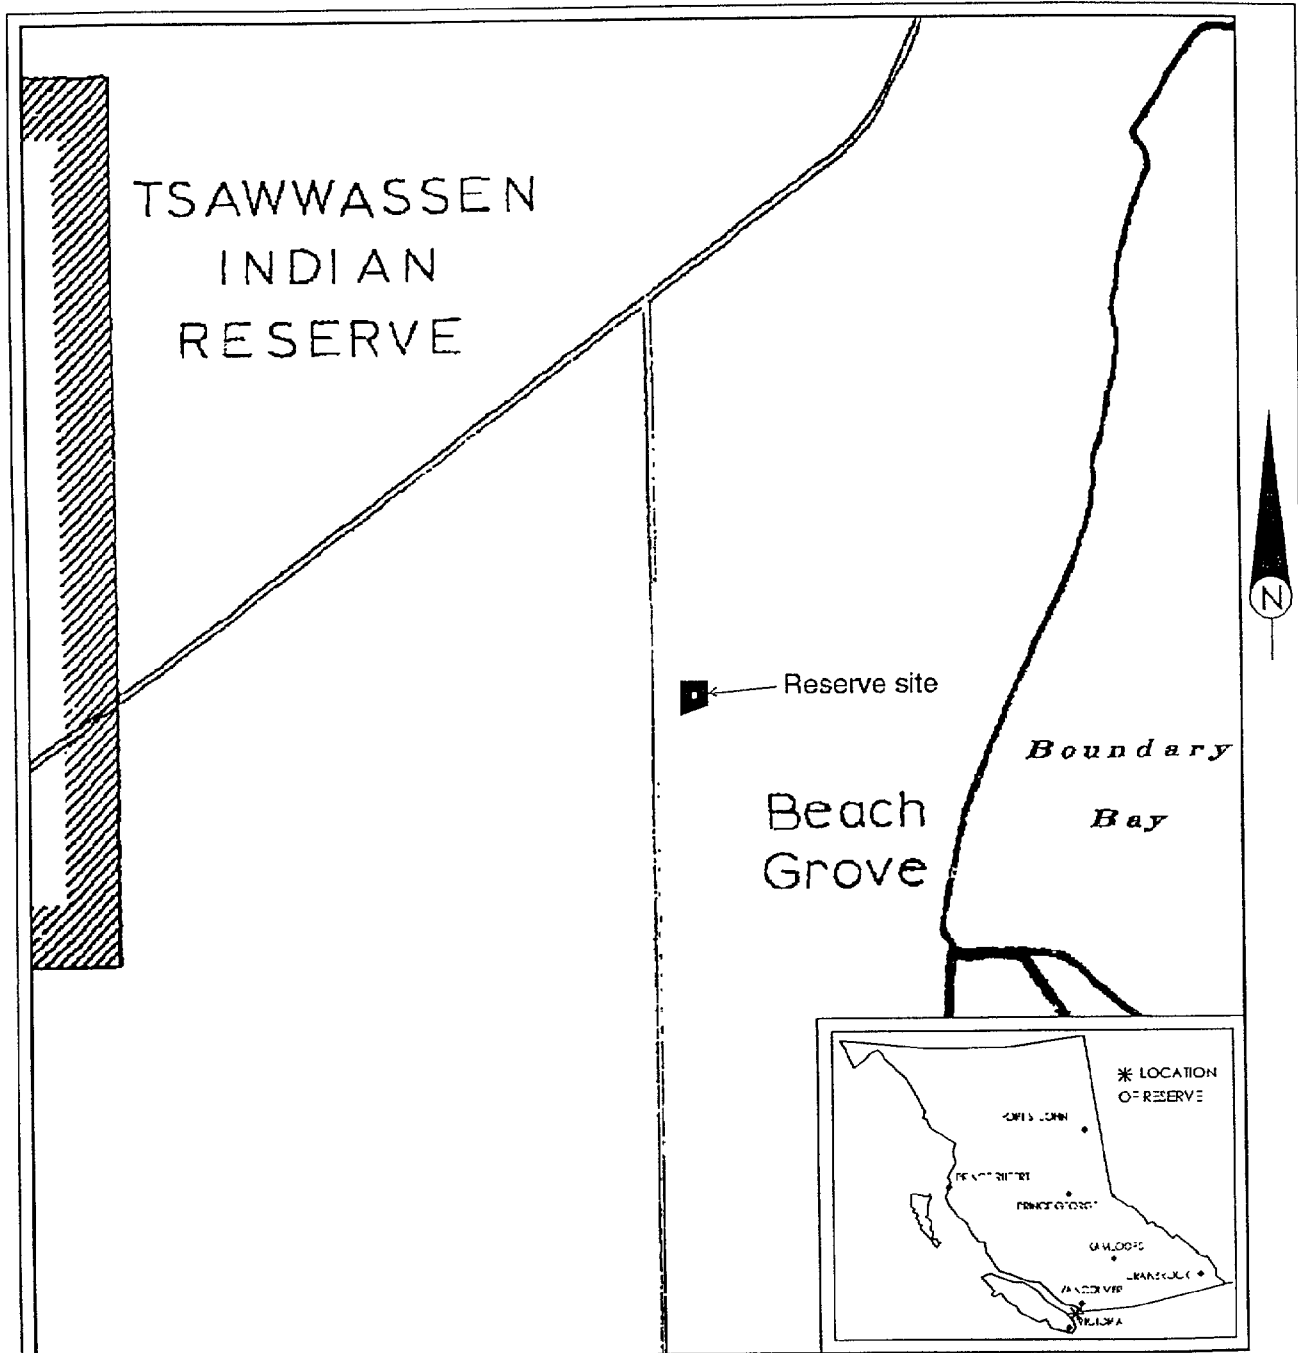 TSAWWASSEN
INDIAN
RESERVE
N
Reserve site
Boundary
Bay
Beach
Grove
LOCATION
OF RESERVE
PRINCE GEORGE
KAMLOOPS
VANCOUVER
VICTORIA